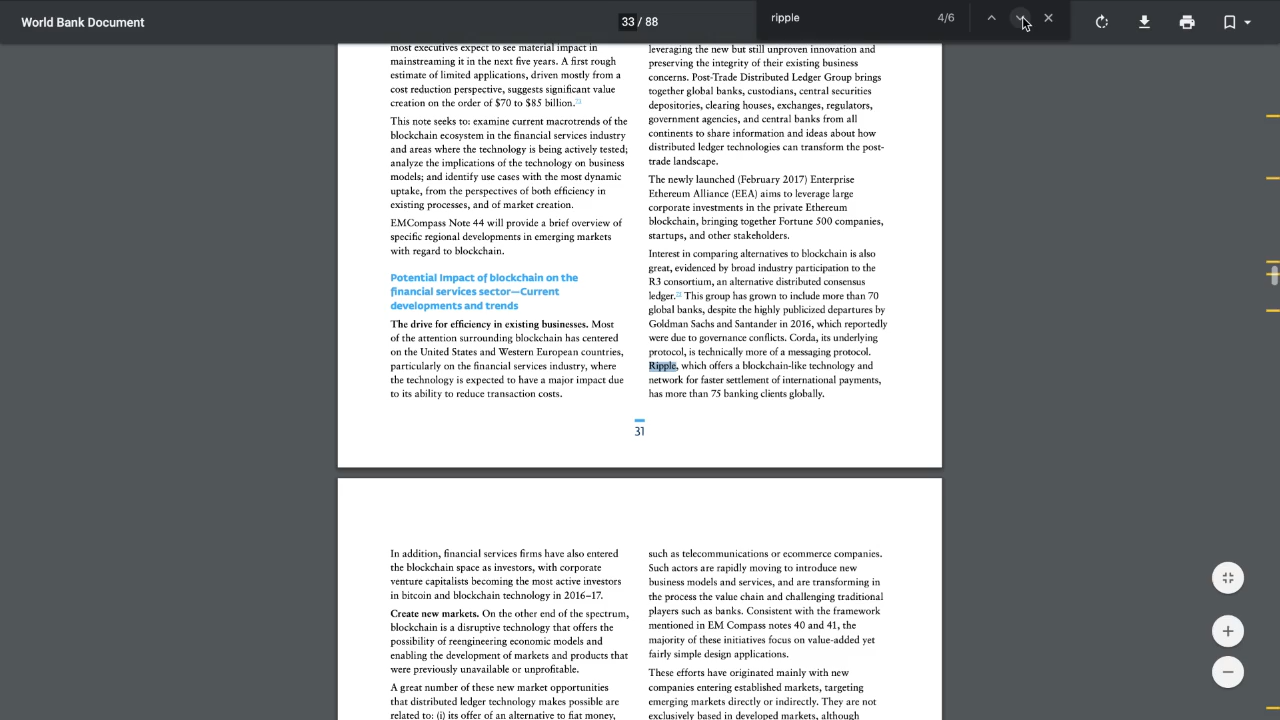 World Bank Document
33 / 88
ripple
4/6
most executives expect to see material impact in
mainstreaming it in the next five years. A first rough
estimate of limited applications, driven mostly from a
cost reduction perspective, suggests significant value
creation on the order of $70 to $85 billion.
This note seeks to: examine current macrotrends of the
blockchain ecosystem in the financial services industry
and areas where the technology is being actively tested;
analyze the implications of the technology on business
models; and identify use cases with the most dynamic
uptake, from the perspectives of both efficiency in
existing processes, and of market creation.
EMCompass Note 44 will provide a brief overview of
specific regional developments in emerging markets
with regard to blockchain.
Potential Impact of blockchain on the
financial services sector—Current
developments and trends
The drive for efficiency in existing businesses. Most
of the attention surrounding blockchain has centered
on the United States and Western European countries,
particularly on the financial services industry, where
the technology is expected to have a major impact due
to its ability to reduce transaction costs.
leveraging the new but still unproven innovation and
preserving the integrity of their existing business
concerns. Post-Trade Distributed Ledger Group brings
together global banks, custodians, central securities
depositories, clearing houses, exchanges, regulators,
government agencies, and central banks from all
continents to share information and ideas about how
distributed ledger technologies can transform the post-
trade landscape.
The newly launched (February 2017) Enterprise
Ethereum Alliance (EEA) aims to leverage large
corporate investments in the private Ethereum
blockchain, bringing together Fortune 500 companies,
startups, and other stakeholders.
Interest in comparing alternatives to blockchain is also
great, evidenced by broad industry participation to the
R3 consortium, an alternative distributed consensus
ledger. This group has grown to include more than 70
global banks, despite the highly publicized departures by
Goldman Sachs and Santander in 2016, which reportedly
were due to governance conflicts. Corda, its underlying
protocol, is technically more of a messaging protocol.
Ripple, which offers a blockchain-like technology and
network for faster settlement of international payments,
has more than 75 banking clients globally.
31
In addition, financial services firms have also entered
the blockchain space as investors, with corporate
venture capitalists becoming the most active investors
in bitcoin and blockchain technology in 2016–17.
Create new markets. On the other end of the spectrum,
blockchain is a disruptive technology that offers the
possibility of reengineering economic models and
enabling the development of markets and products that
were previously unavailable or unprofitable.
A great number of these new market opportunities
that distributed ledger technology makes possible are
related to: (i) its offer of an alternative to fiat money,
such as telecommunications or ecommerce companies.
Such actors are rapidly moving to introduce new
business models and services, and are transforming in
the process the value chain and challenging traditional
players such as banks. Consistent with the framework
mentioned in EM Compass notes 40 and 41, the
majority of these initiatives focus on value-added yet
fairly simple design applications.
These efforts have originated mainly with new
companies entering established markets, targeting
emerging markets directly or indirectly. They are not
exclusively based in developed markets, although